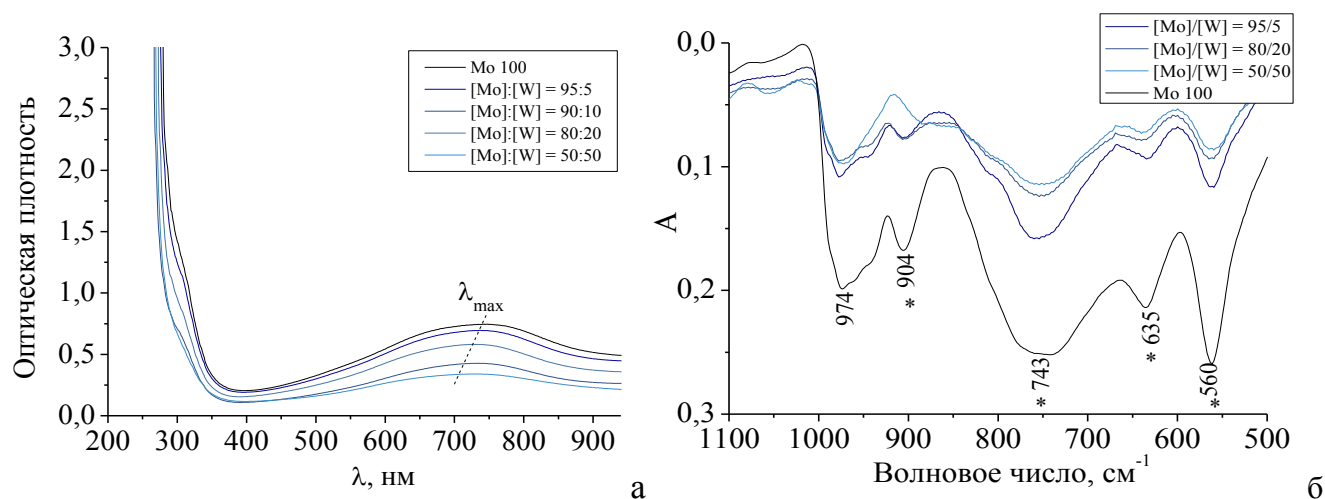 3,0
2,5
2,0
1,5
1,0
0,5
0,0
Оптическая плотность
Mo 100
[Mo]:[W] = 95:5
[Mo]:[W] = 90:10
[Mo]:[W] = 80:20
[Mo]:[W] = 50:50
λmax
200 300 400 500 600 700 800 900
λ, нм
а
0,0
0,1
0,2
0,3
A
[Mo]/[W] = 95/5
[Mo]/[W] = 80/20
[Mo]/[W] = 50/50
Mo 100
974
* 904
* 743
* 635
* 560
1100 1000 900 800 700 600 500
Волновое число, см-1
б